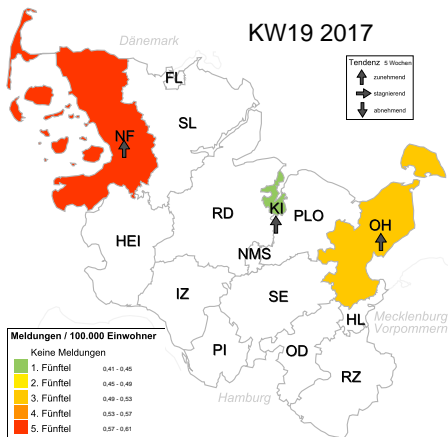 KW19 2017
Dänemark
Tendenz 5 Wochen
zunehmend
stagnierend
abnehmend
FL
SL
NF
RD
KI
PLO
OH
HEI
NMS
IZ
SE
HL
Mecklenburg
Vorpommern
PI
OD
RZ
Hamburg
Meldungen / 100.000 Einwohner
Keine Meldungen
1. Fünftel 0,41 - 0,45
2. Fünftel 0,45 - 0,49
3. Fünftel 0,49 - 0,53
4. Fünftel 0,53 - 0,57
5. Fünftel 0,57 - 0,61